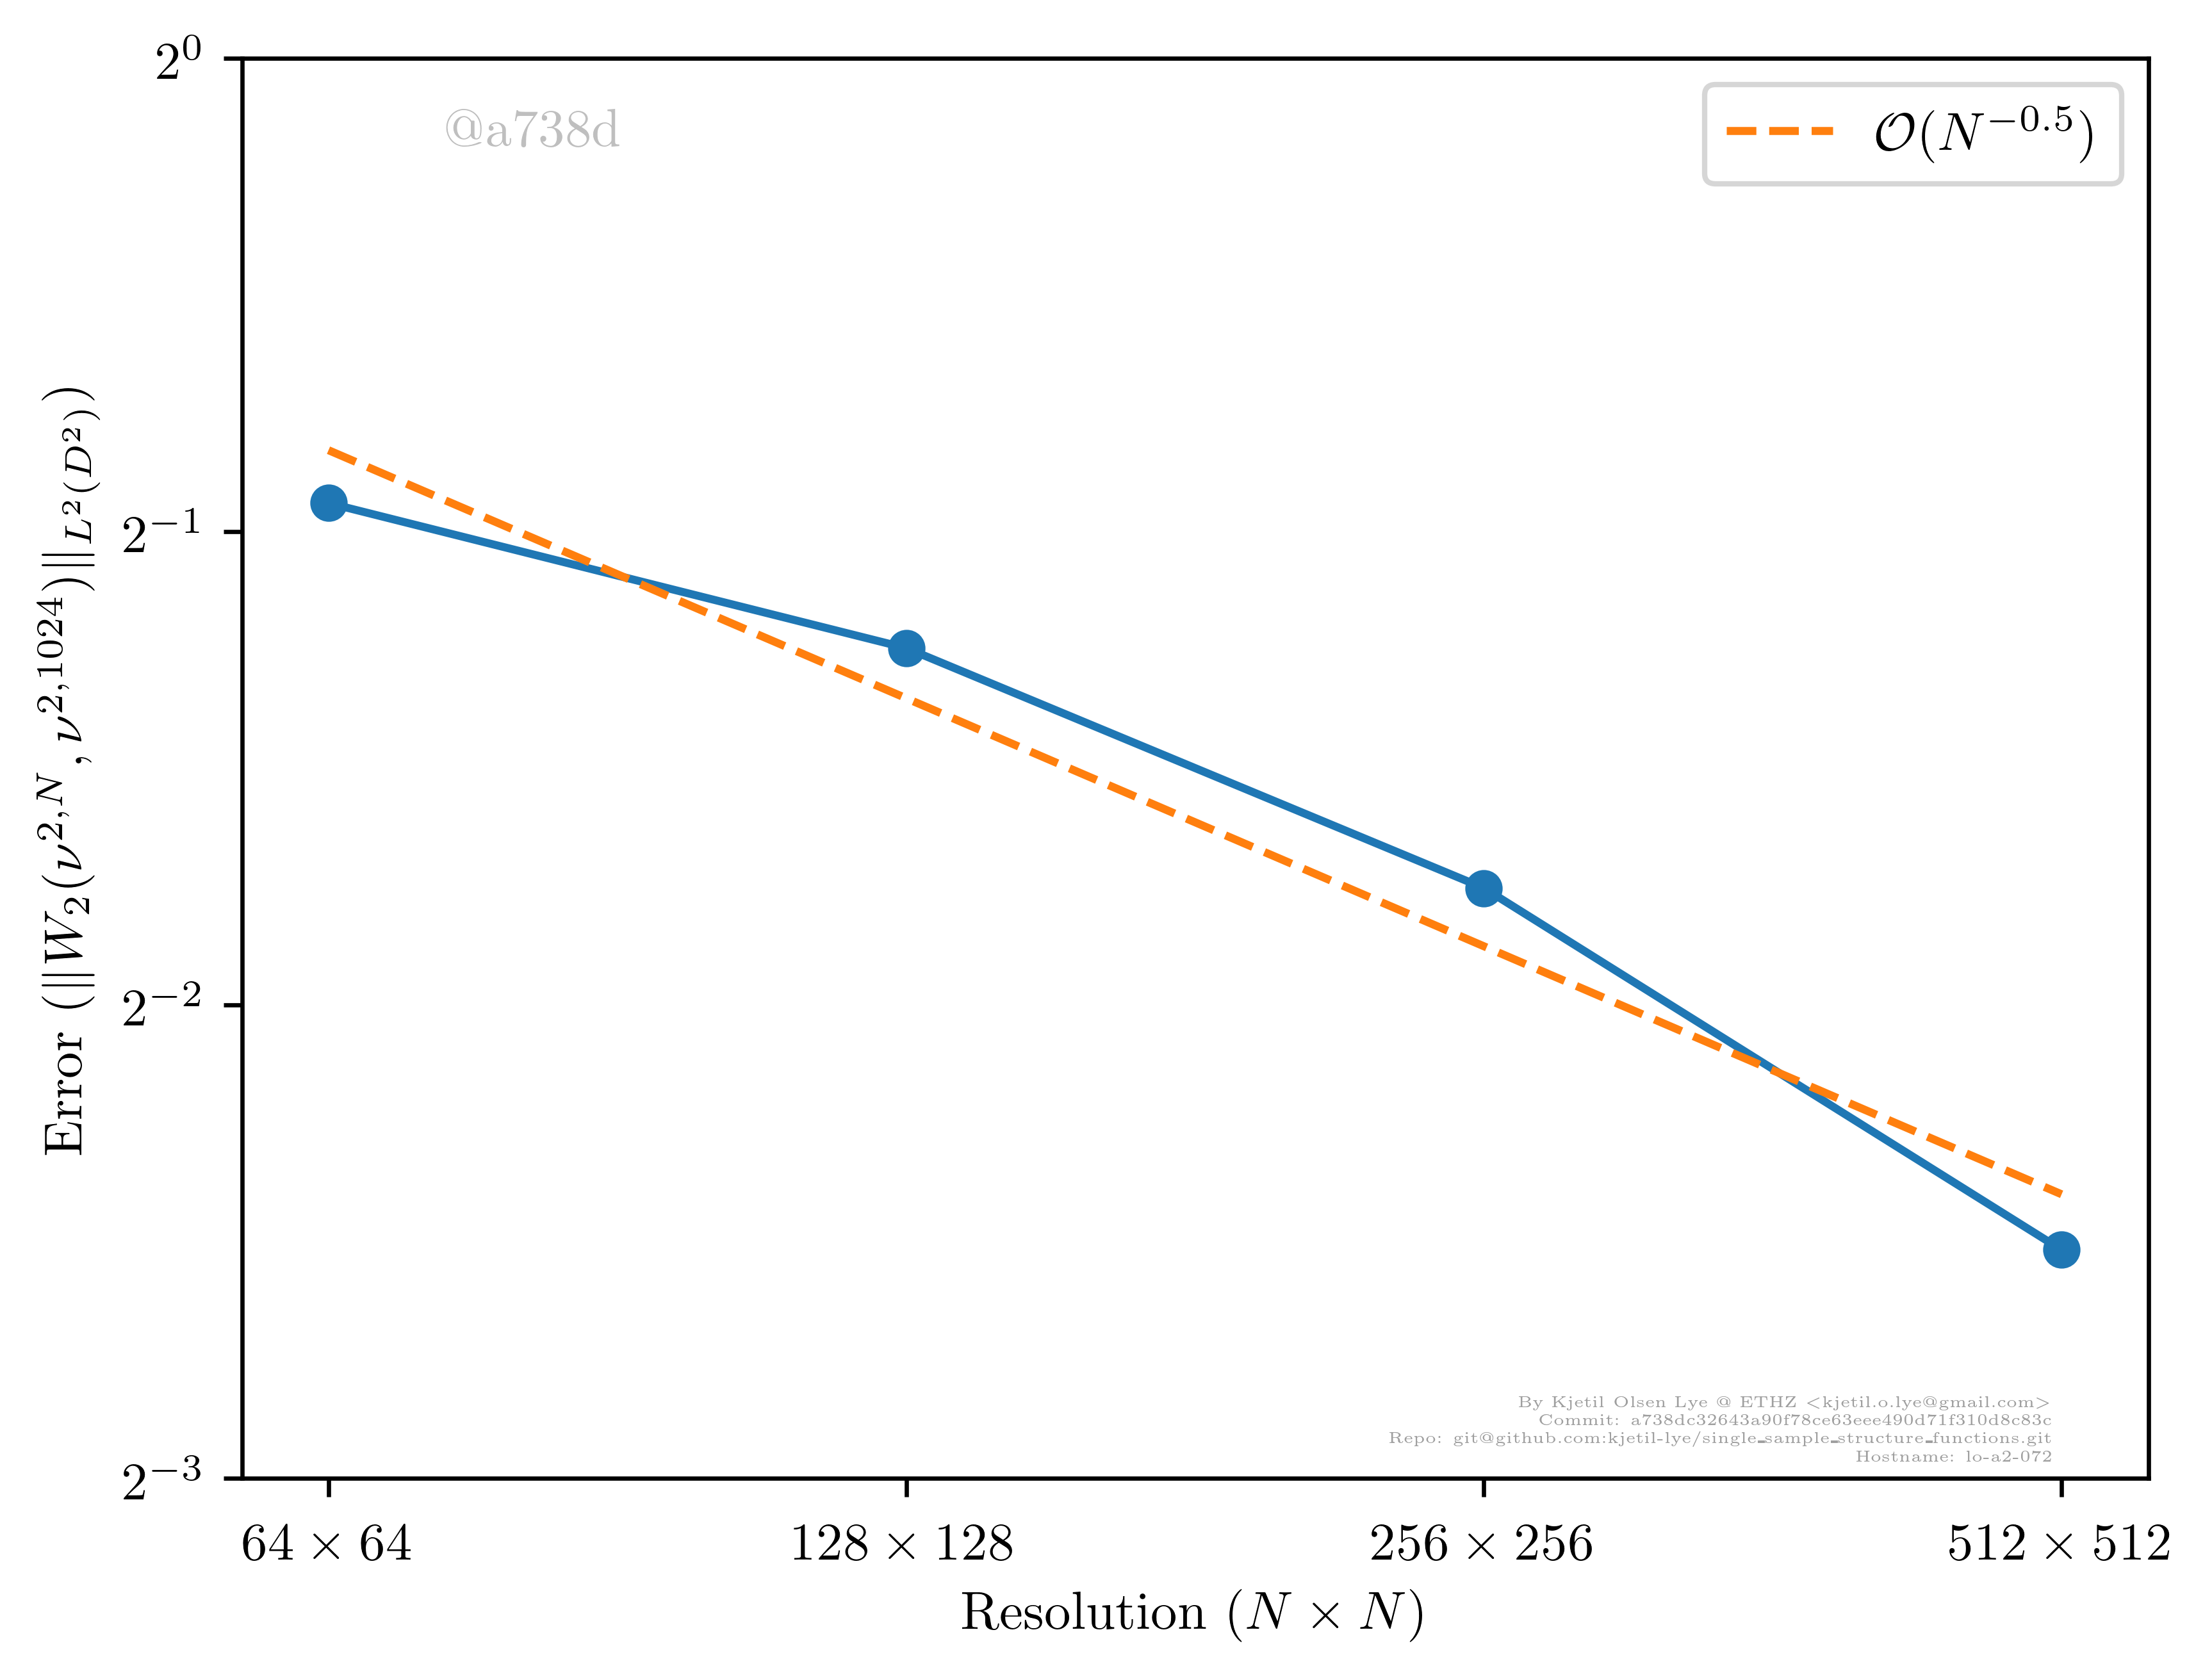 2^0
@a738d
𝒪(N^{-0.5})
2^{-1}
2^{-2}
2^{-3}
Error (||W_2(ν^{2,N}, ν^{2,1024})||_{L^2(D^2)})
By Kjetil Olsen Lye @ ETHZ <kjetil.o.lye@gmail.com>
Commit: a738dc32643a90f78ce63eee490d71f310d8c83c
Repo: git@github.com:kjetil-lye/single_sample_structure_functions.git
Hostname: lo-a2-072
64 × 64
128 × 128
256 × 256
512 × 512
Resolution (N × N)